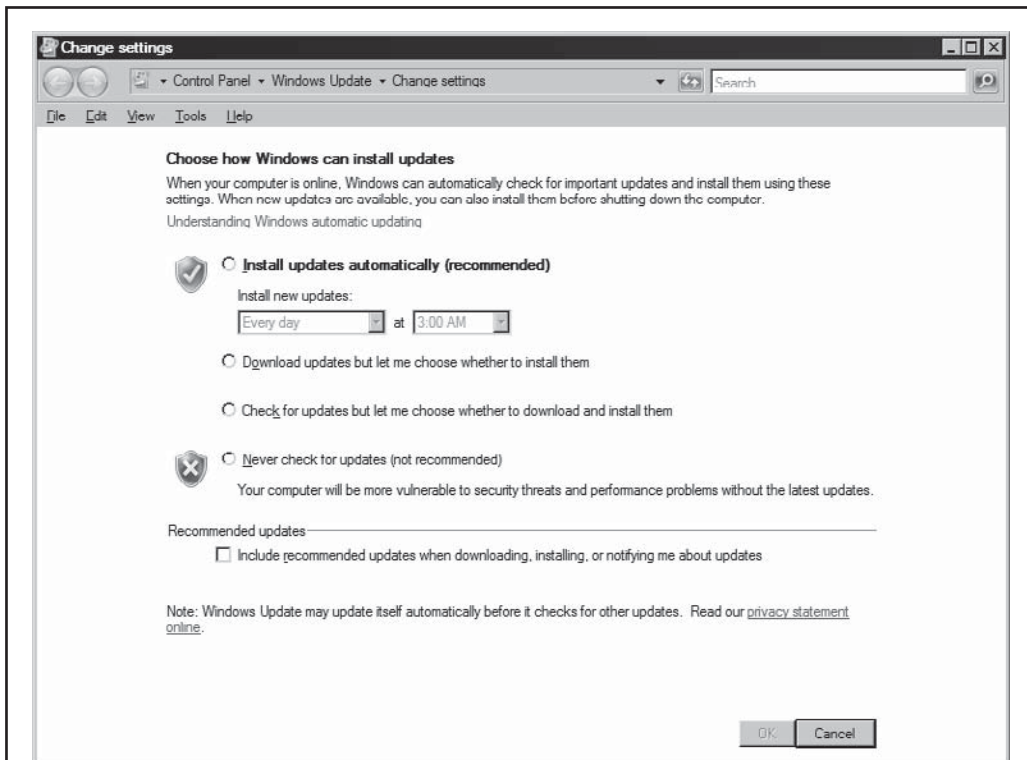 Change settings
Control Panel Windows Update Change settings
Search
File Edit View Tools Help
Choose how Windows can install updates
When your computer is online, Windows can automatically check for important updates and install them using these
settings. When new updates are available, you can also install them before shutting down the computer.
Understanding Windows automatic updating
Install updates automatically (recommended)
Install new updates:
Every day at 3:00 AM
Download updates but let me choose whether to install them
Check for updates but let me choose whether to download and install them
Never check for updates (not recommended)
Your computer will be more vulnerable to security threats and performance problems without the latest updates.
Recommended updates
Include recommended updates when downloading, installing, or notifying me about updates
Note: Windows Update may update itself automatically before it checks for other updates. Read our privacy statement
online.
OK Cancel